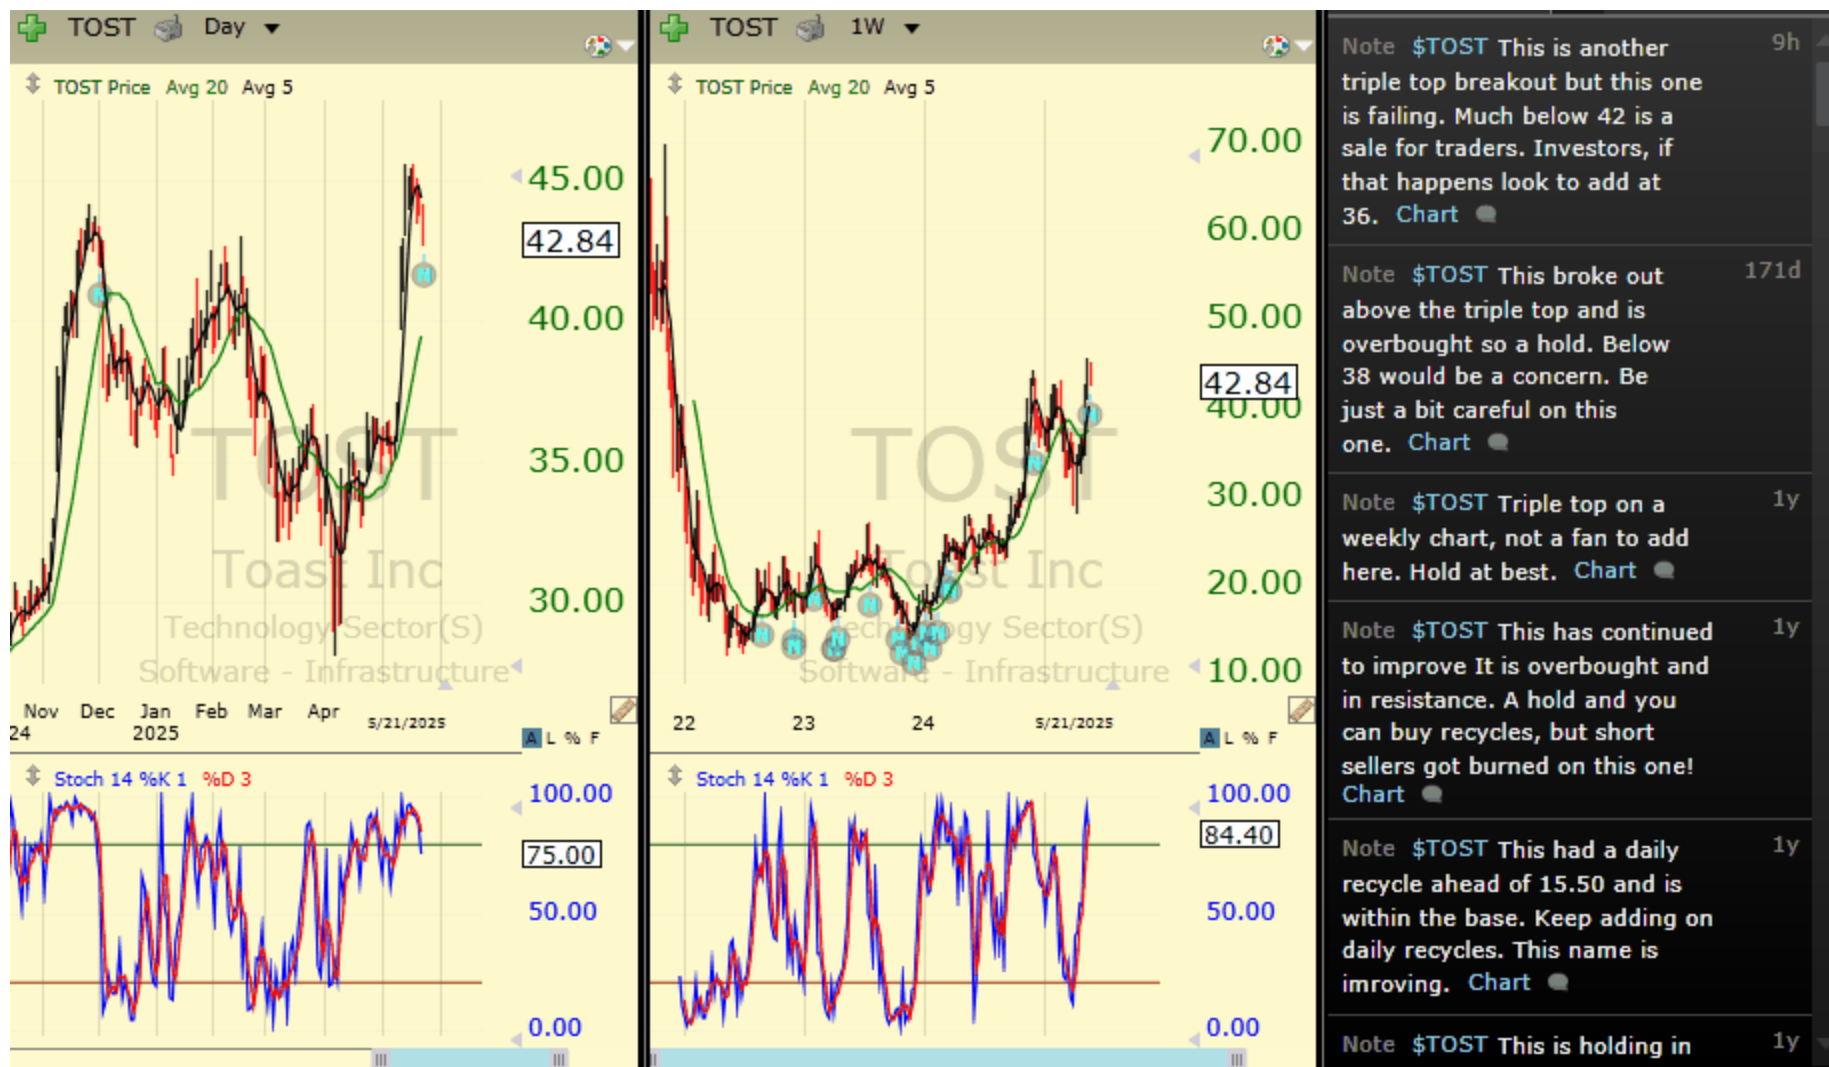 TOST Day
TOST Price Avg 20 Avg 5
45.00
42.84
40.00
35.00
30.00
TOST
Toast Inc
Technology Sector(S)
Software - Infrastructure
Nov Dec Jan Feb Mar Apr 5/21/2025
24 2025
A L % F
Stoch 14 %K 1 %D 3
100.00
75.00
50.00
0.00
TOST 1W
TOST Price Avg 20 Avg 5
70.00
60.00
50.00
42.84
40.00
30.00
20.00
10.00
TOST
Toast Inc
Technology Sector(S)
Software - Infrastructure
22 23 24 5/21/2025
A L % F
Stoch 14 %K 1 %D 3
100.00
84.40
50.00
0.00
Note $TOST This is another 9h
triple top breakout but this one
is failing. Much below 42 is a
sale for traders. Investors, if
that happens look to add at
36. Chart
Note $TOST This broke out 171d
above the triple top and is
overbought so a hold. Below
38 would be a concern. Be
just a bit careful on this
one. Chart
Note $TOST Triple top on a 1y
weekly chart, not a fan to add
here. Hold at best. Chart
Note $TOST This has continued 1y
to improve It is overbought and
in resistance. A hold and you
can buy recycles, but short
sellers got burned on this one!
Chart
Note $TOST This had a daily 1y
recycle ahead of 15.50 and is
within the base. Keep adding on
daily recycles. This name is
imroving. Chart
Note $TOST This is holding in 1y